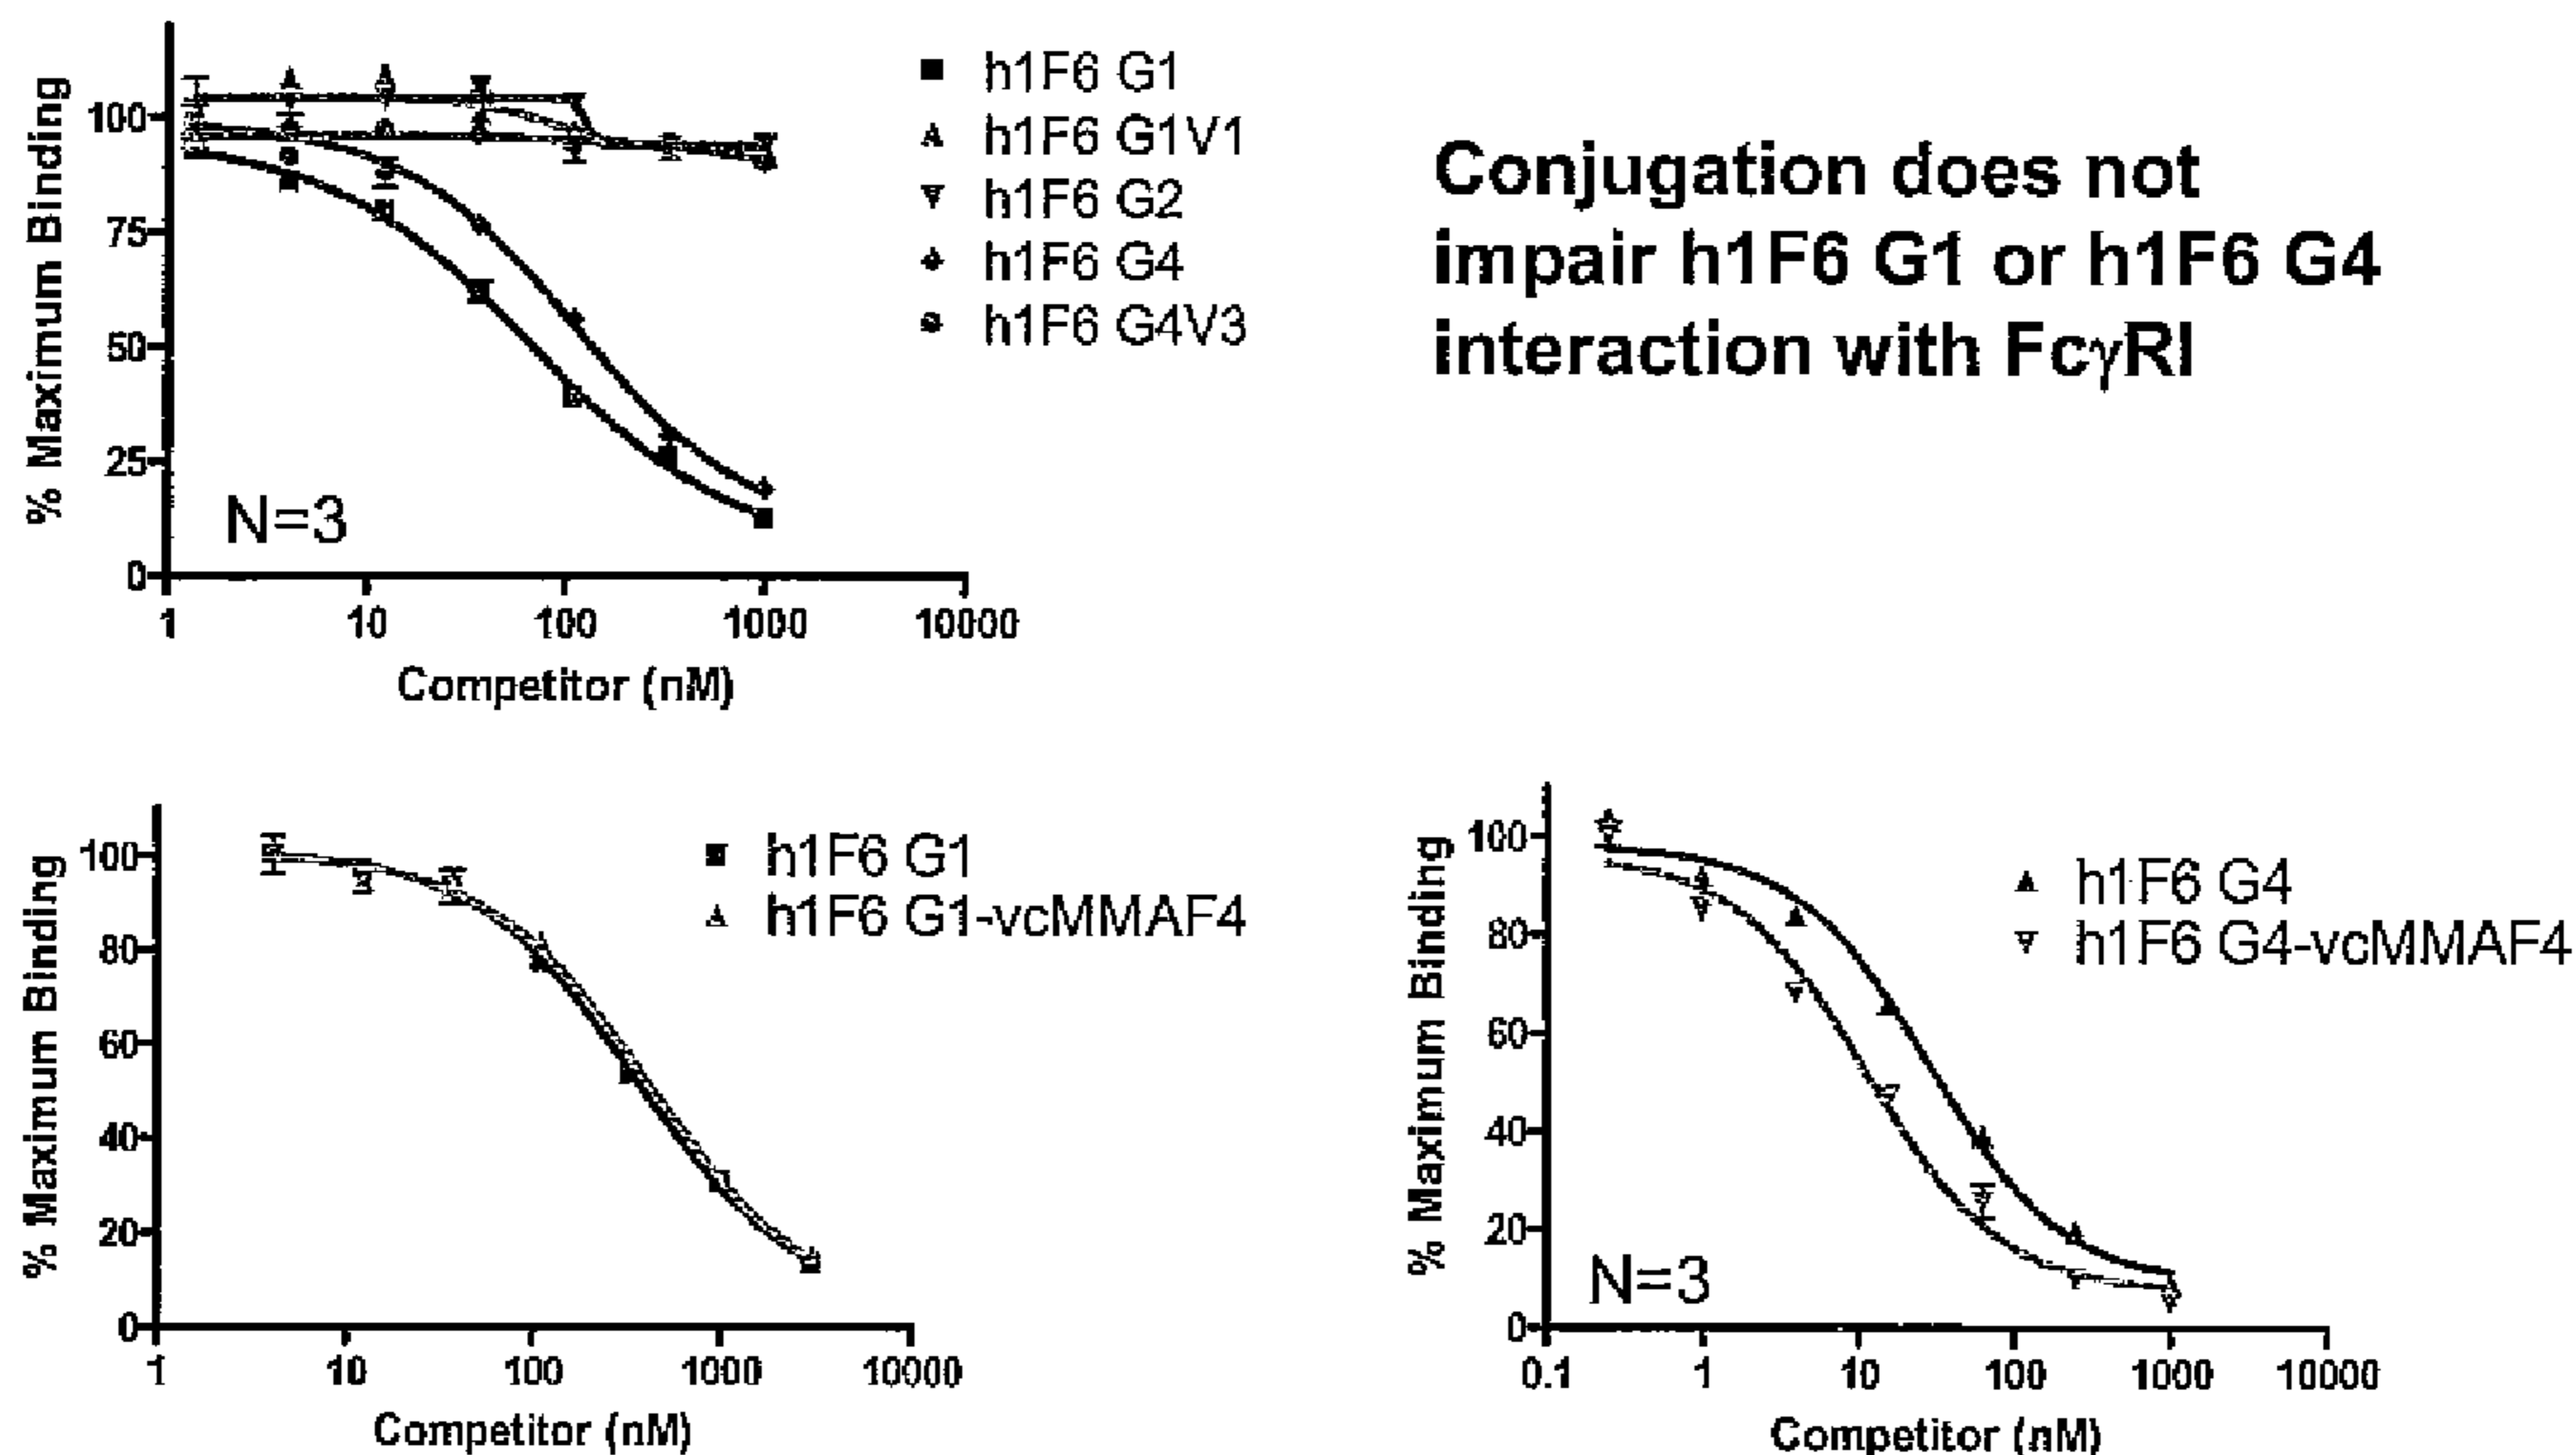 % Maximum Binding
100
75
50
25
0
N=3
1
10
100
1000
10000
Competitor (nM)
h1F6 G1
h1F6 G1V1
h1F6 G2
h1F6 G4
h1F6 G4V3
Conjugation does not
impair h1F6 G1 or h1F6 G4
interaction with FcγRI
% Maximum Binding
100
80
60
40
20
0
1
10
100
1000
10000
Competitor (nM)
h1F6 G1
h1F6 G1-vcMMAF4
% Maximum Binding
100
80
60
40
20
0
N=3
0.1
1
10
100
1000
10000
Competitor (nM)
h1F6 G4
h1F6 G4-vcMMAF4